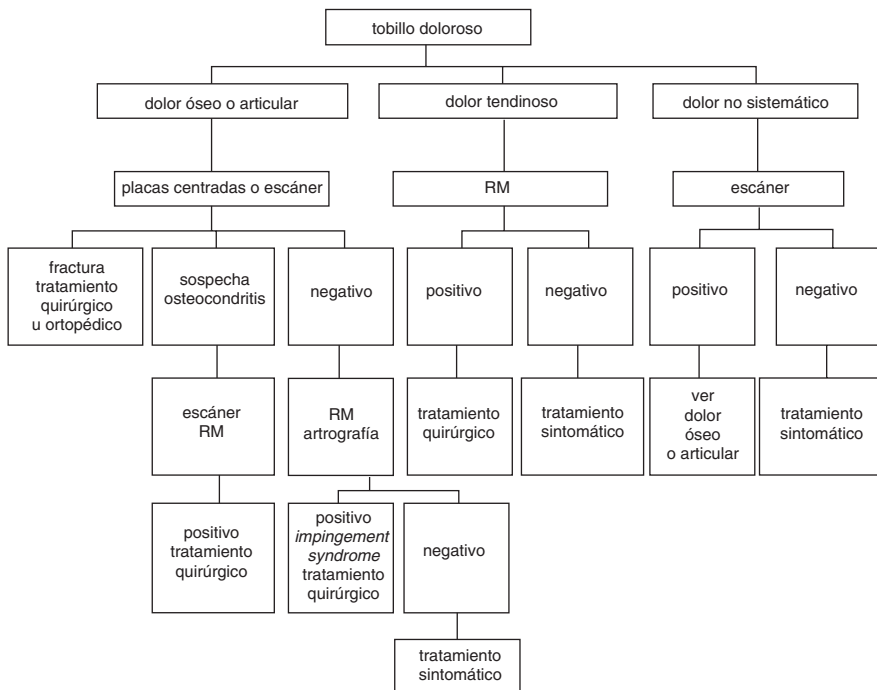 tobillo doloroso
dolor óseo o articular
dolor tendinoso
dolor no sistemático
placas centradas o escáner
RM
escáner
fractura
tratamiento
quirúrgico
u ortopédico
sospecha
osteocondritis
negativo
positivo
negativo
positivo
negativo
escáner
RM
RM
artrografía
tratamiento
quirúrgico
tratamiento
sintomático
ver
dolor
óseo
o articular
tratamiento
sintomático
positivo
tratamiento
quirúrgico
positivo
impingement
syndrome
tratamiento
quirúrgico
negativo
tratamiento
sintomático